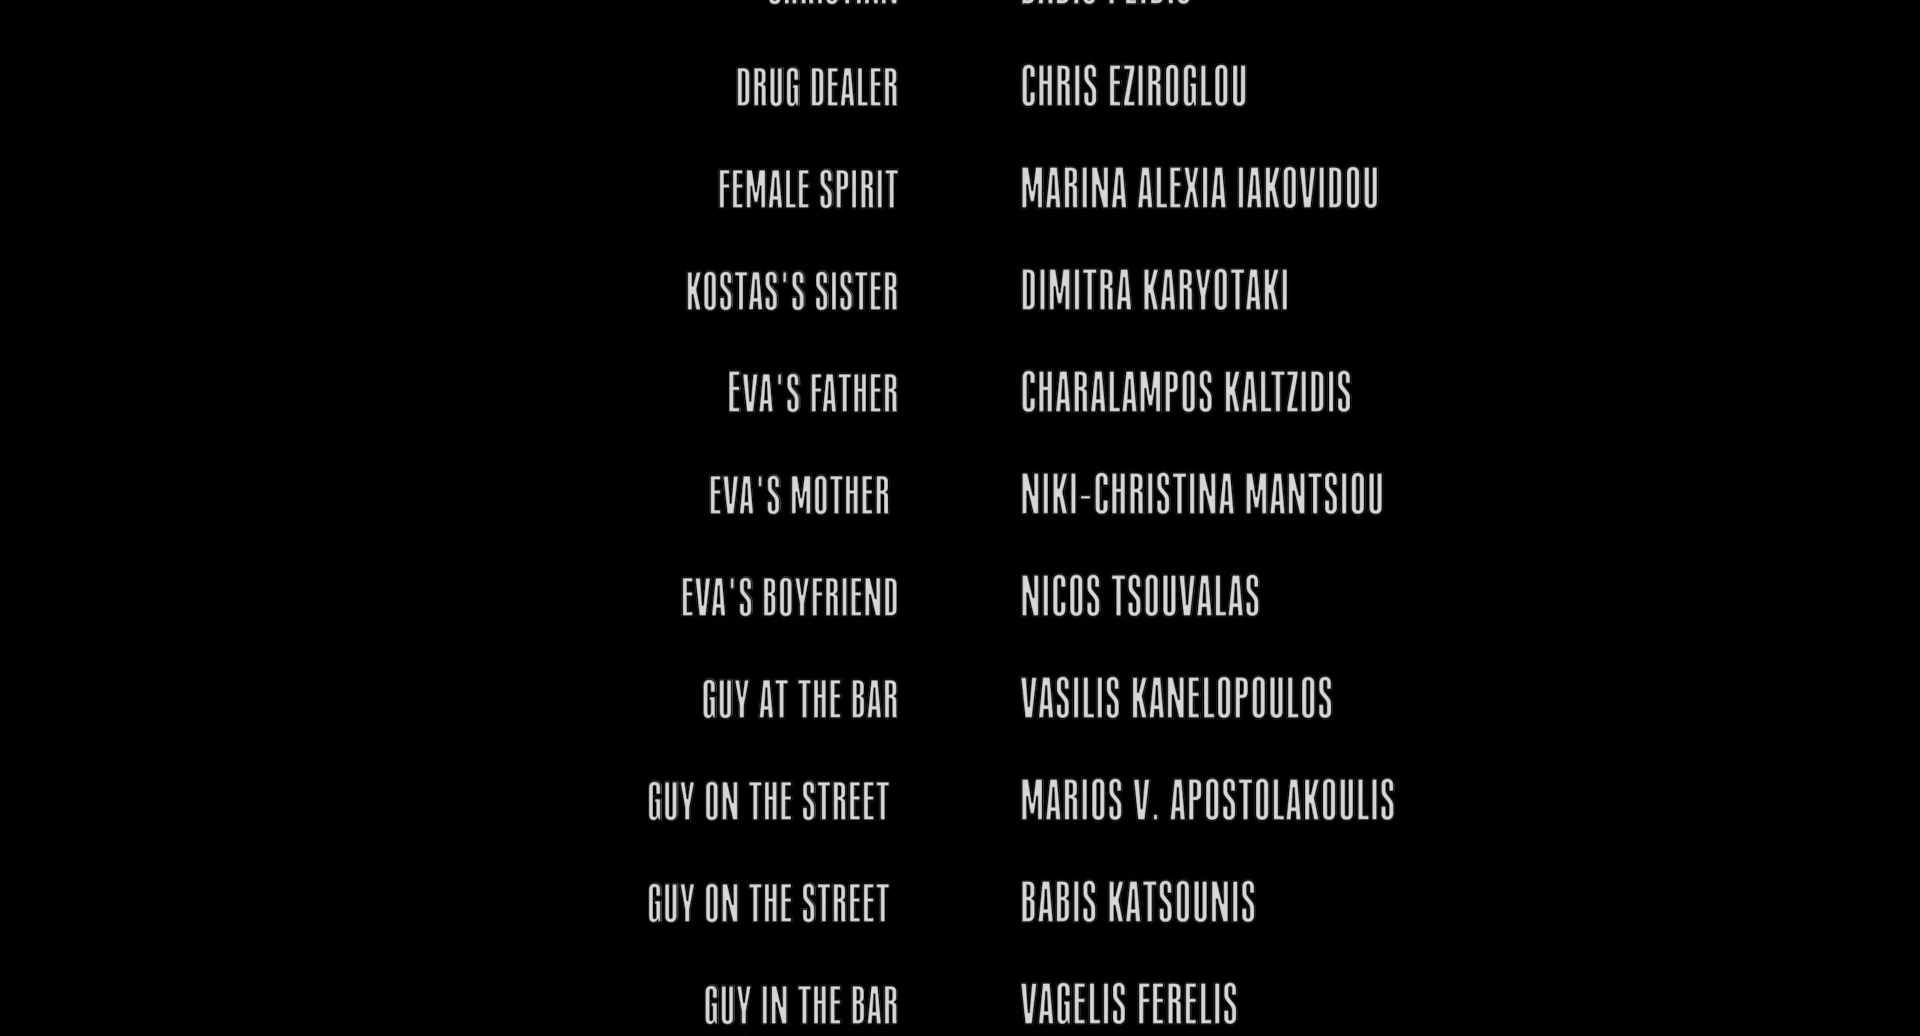 DRUG DEALER CHRIS EZIROGLOU
FEMALE SPIRIT MARINA ALEXIA IAKOVIDOU
KOSTAS'S SISTER DIMITRA KARYOTAKI
EVA'S FATHER CHARALAMPOS KALTZIDIS
EVA'S MOTHER NIKI-CHRISTINA MANTSIOU
EVA'S BOYFRIEND NICOS TSOUVALAS
GUY AT THE BAR VASILIS KANELOPOULOS
GUY ON THE STREET MARIOS V. APOSTOLAKOULIS
GUY ON THE STREET BABIS KATSOUNIS
GUY IN THE BAR VAGELIS FERELIS